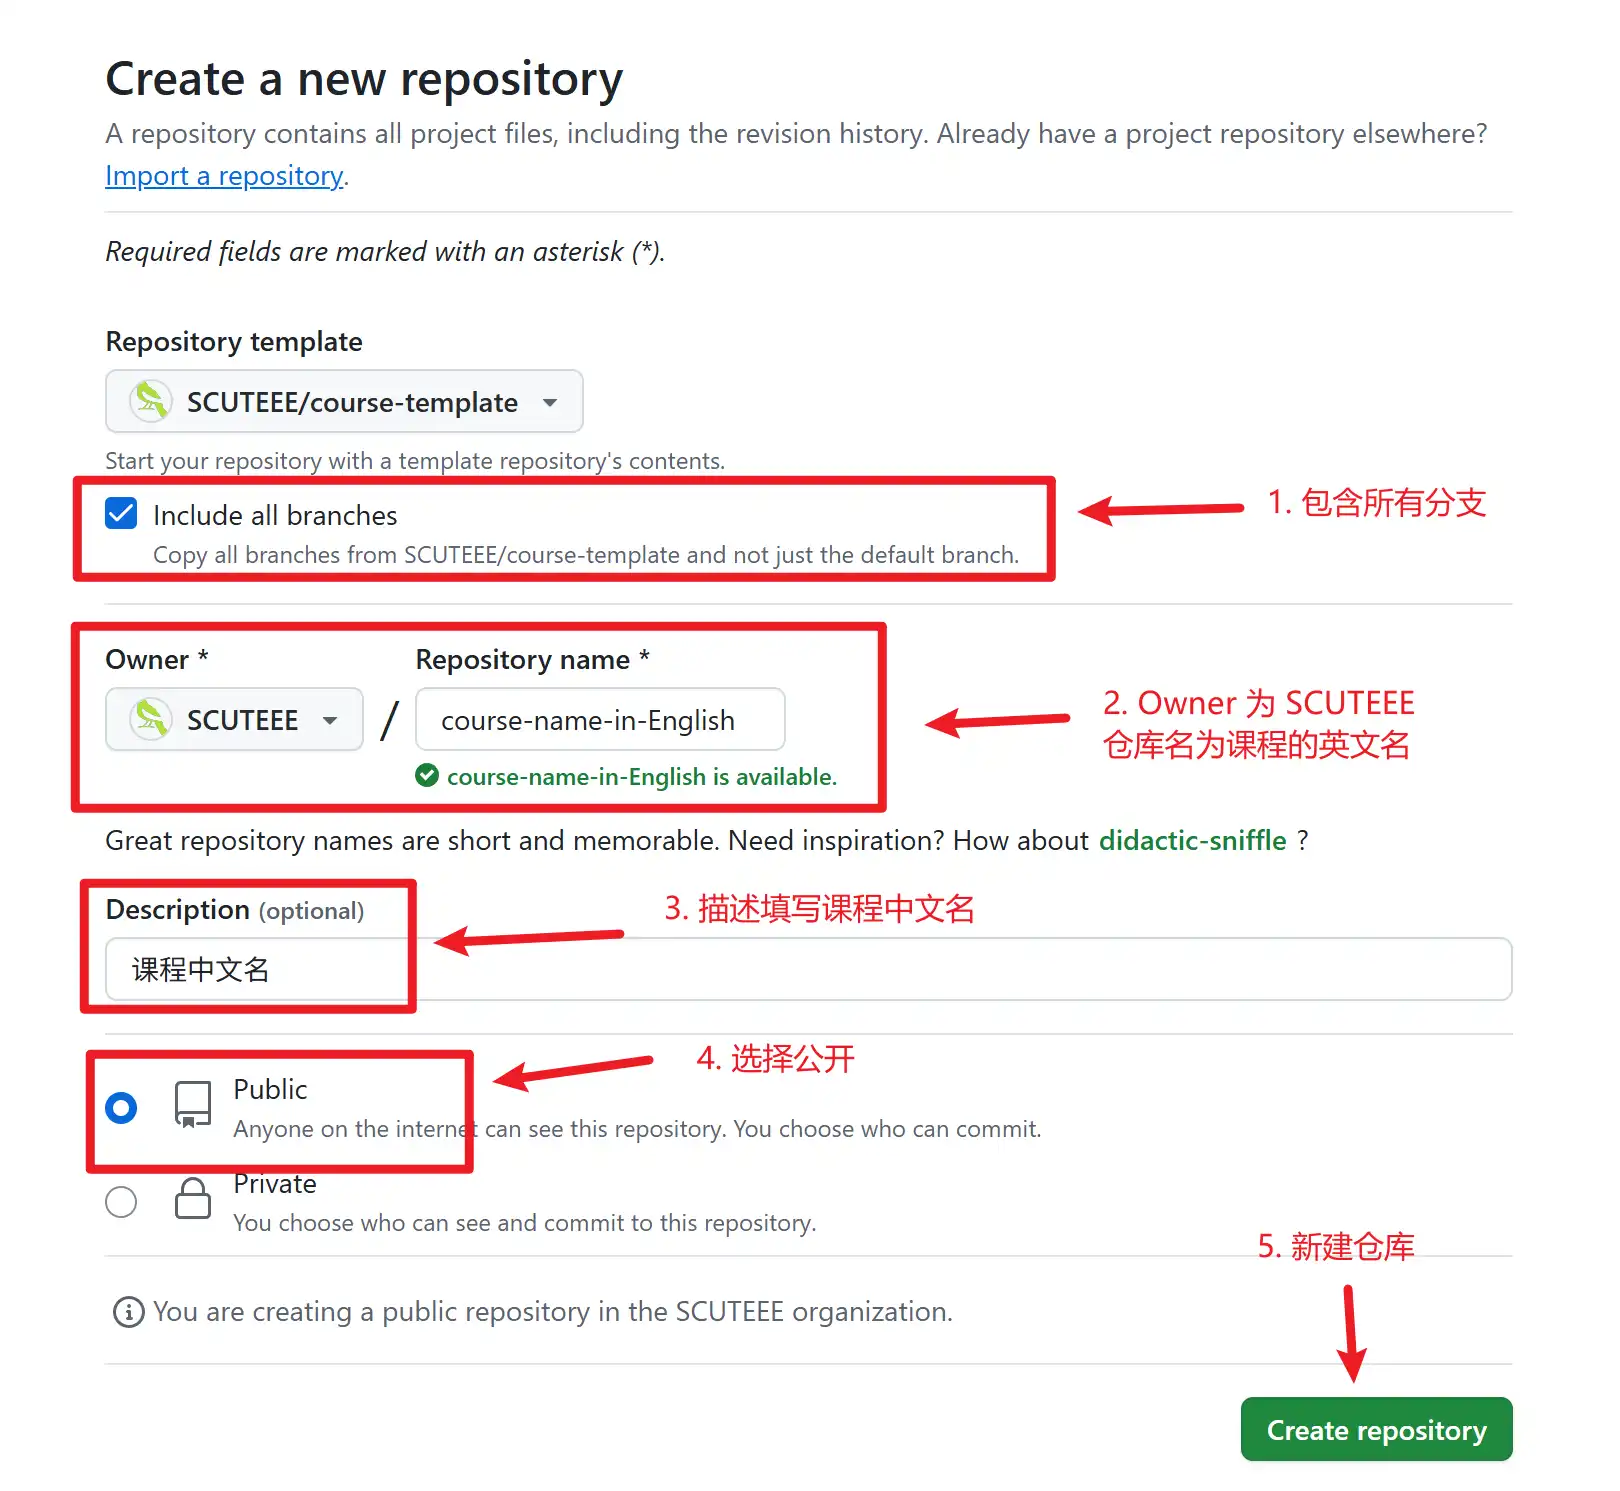 Create a new repository
A repository contains all project files, including the revision history. Already have a project repository elsewhere?
Import a repository.
Required fields are marked with an asterisk (*).
Repository template
SCUTEEE/course-template
Start your repository with a template repository's contents.
Include all branches
Copy all branches from SCUTEEE/course-template and not just the default branch.
1. 包含所有分支
Owner *
Repository name *
SCUTEEE
/
course-name-in-English
course-name-in-English is available.
2. Owner 为 SCUTEEE
仓库名为课程的英文名
Great repository names are short and memorable. Need inspiration? How about didactic-sniffle ?
Description (optional)
3. 描述填写课程中文名
课程中文名
4. 选择公开
Public
Anyone on the internet can see this repository. You choose who can commit.
Private
You choose who can see and commit to this repository.
5. 新建仓库
You are creating a public repository in the SCUTEEE organization.
Create repository